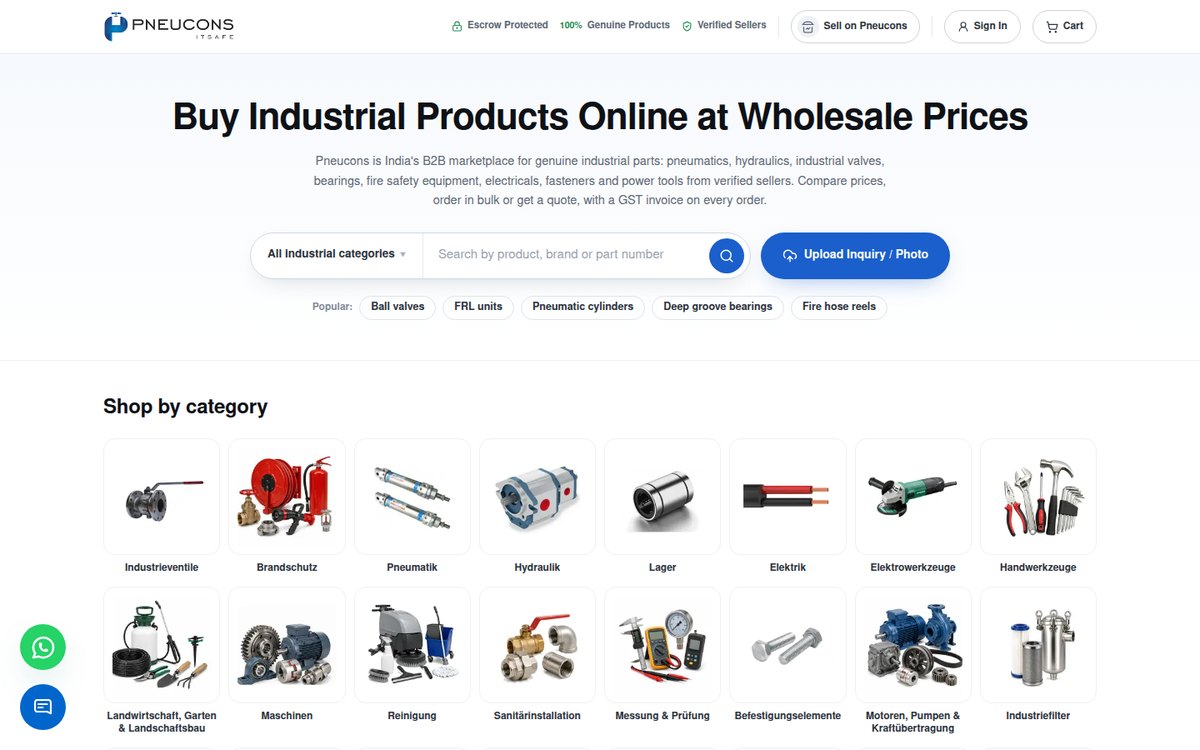 PNEUCONS
ITSAFE
Escrow Protected
100% Genuine Products
Verified Sellers
Sell on Pneucons
Sign In
Cart
Buy Industrial Products Online at Wholesale Prices
Pneucons is India's B2B marketplace for genuine industrial parts: pneumatics, hydraulics, industrial valves,
bearings, fire safety equipment, electricals, fasteners and power tools from verified sellers. Compare prices,
order in bulk or get a quote, with a GST invoice on every order.
All industrial categories
Search by product, brand or part number
Upload Inquiry / Photo
Popular:
Ball valves
FRL units
Pneumatic cylinders
Deep groove bearings
Fire hose reels
Shop by category
Industrieventile
Brandschutz
Pneumatik
Hydraulik
Lager
Elektrik
Elektrowerkzeuge
Handwerkzeuge
Landwirtschaft, Garten
& Landschaftsbau
Maschinen
Reinigung
Sanitärinstallation
Messung & Prüfung
Befestigungselemente
Motoren, Pumpen &
Kraftübertragung
Industriefilter